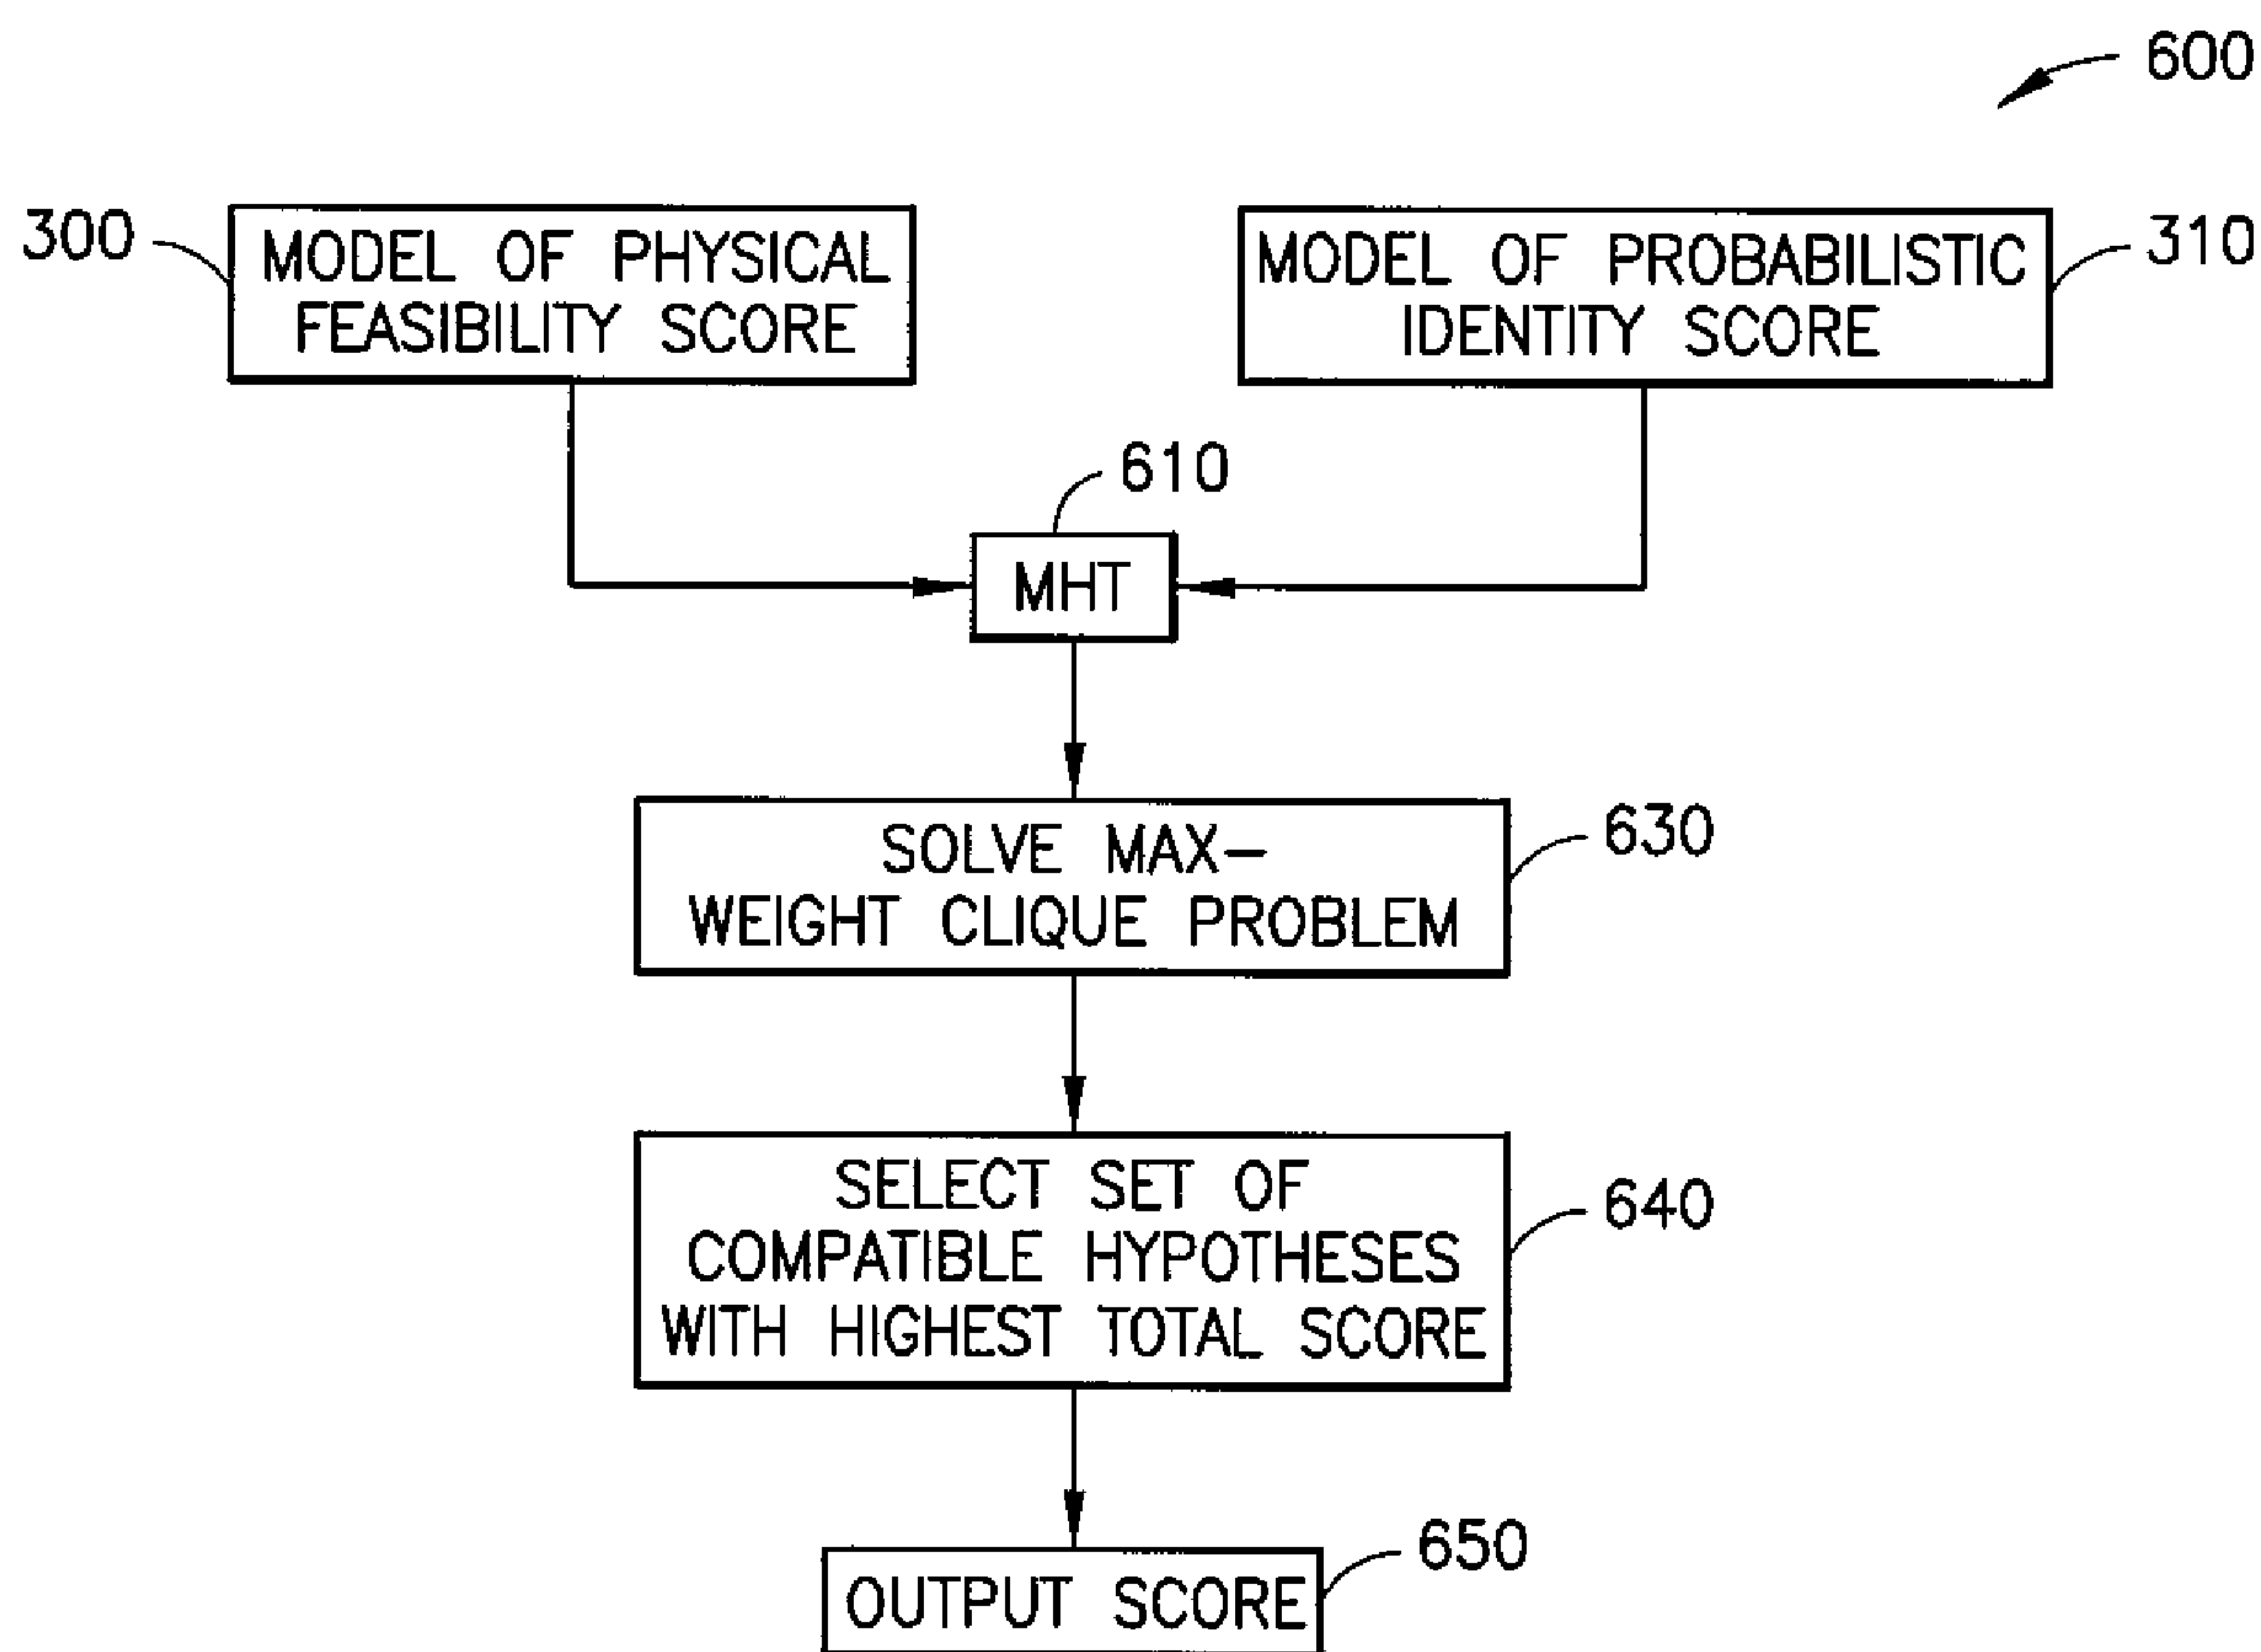 600
300
MODEL OF PHYSICAL
FEASIBILITY SCORE
MODEL OF PROBABILISTIC
IDENTITY SCORE
310
610
MHT
SOLVE MAX-
WEIGHT CLIQUE PROBLEM
630
SELECT SET OF
COMPATIBLE HYPOTHESES
WITH HIGHEST TOTAL SCORE
640
OUTPUT SCORE
650